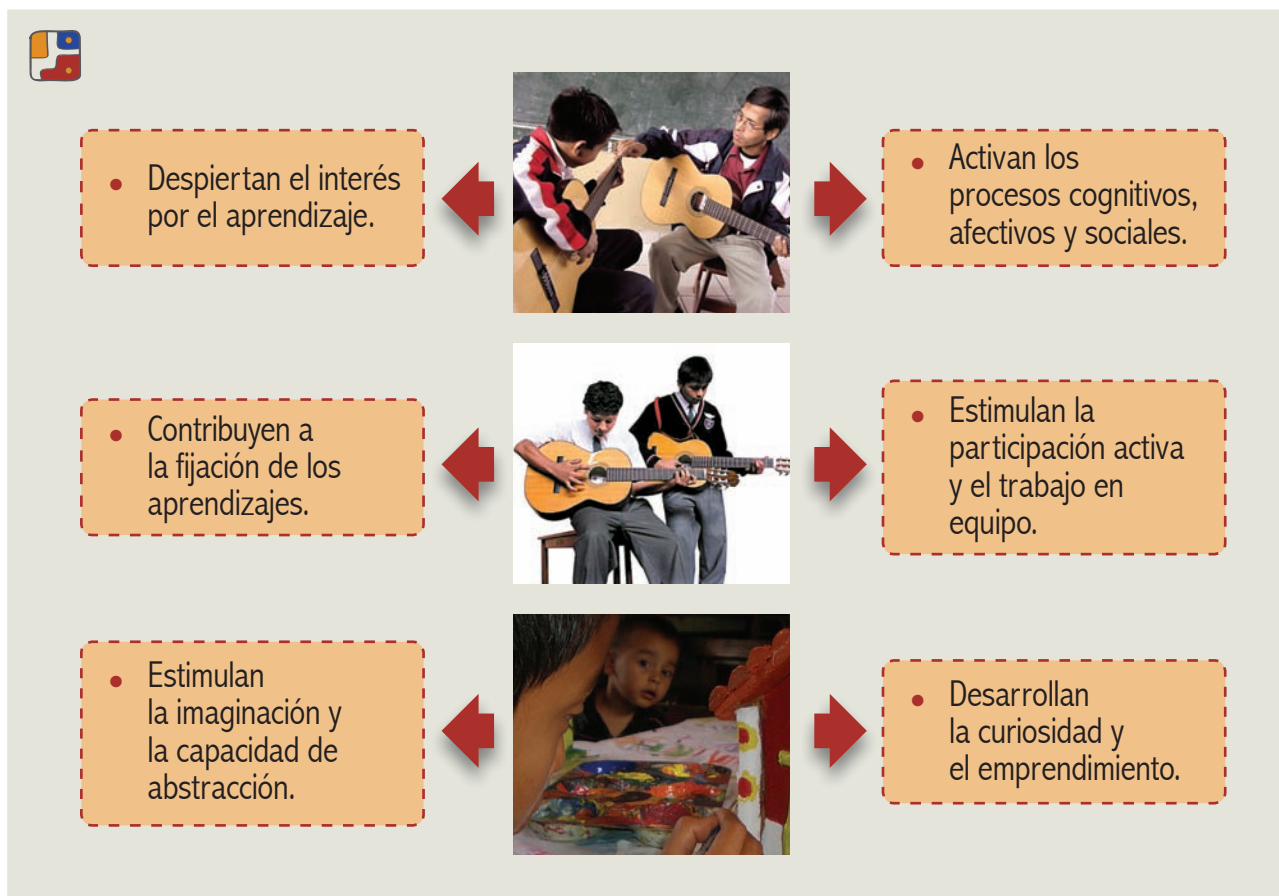 • Despiertan el interés
por el aprendizaje.
• Activan los
procesos cognitivos,
afectivos y sociales.
• Contribuyen a
la fijación de los
aprendizajes.
• Estimulan la
participación activa
y el trabajo en
equipo.
• Estimulan
la imaginación y
la capacidad de
abstracción.
• Desarrollan
la curiosidad y
el emprendimiento.